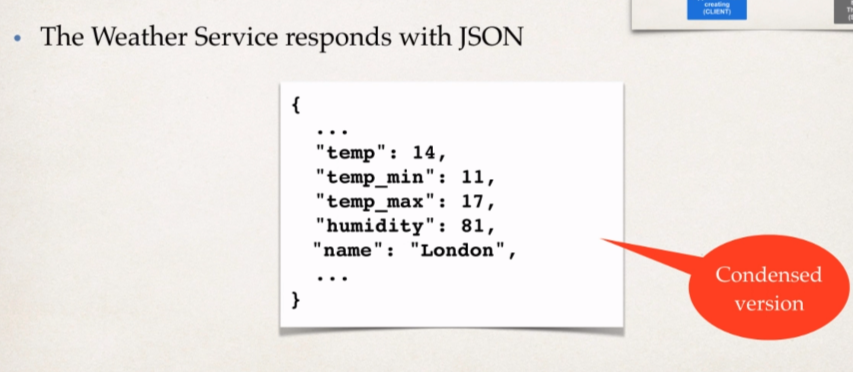 creating
(CLIENT)
• The Weather Service responds with JSON
{
...
"temp": 14,
"temp_min": 11,
"temp_max": 17,
"humidity": 81,
"name": "London",
...
}
Condensed
version